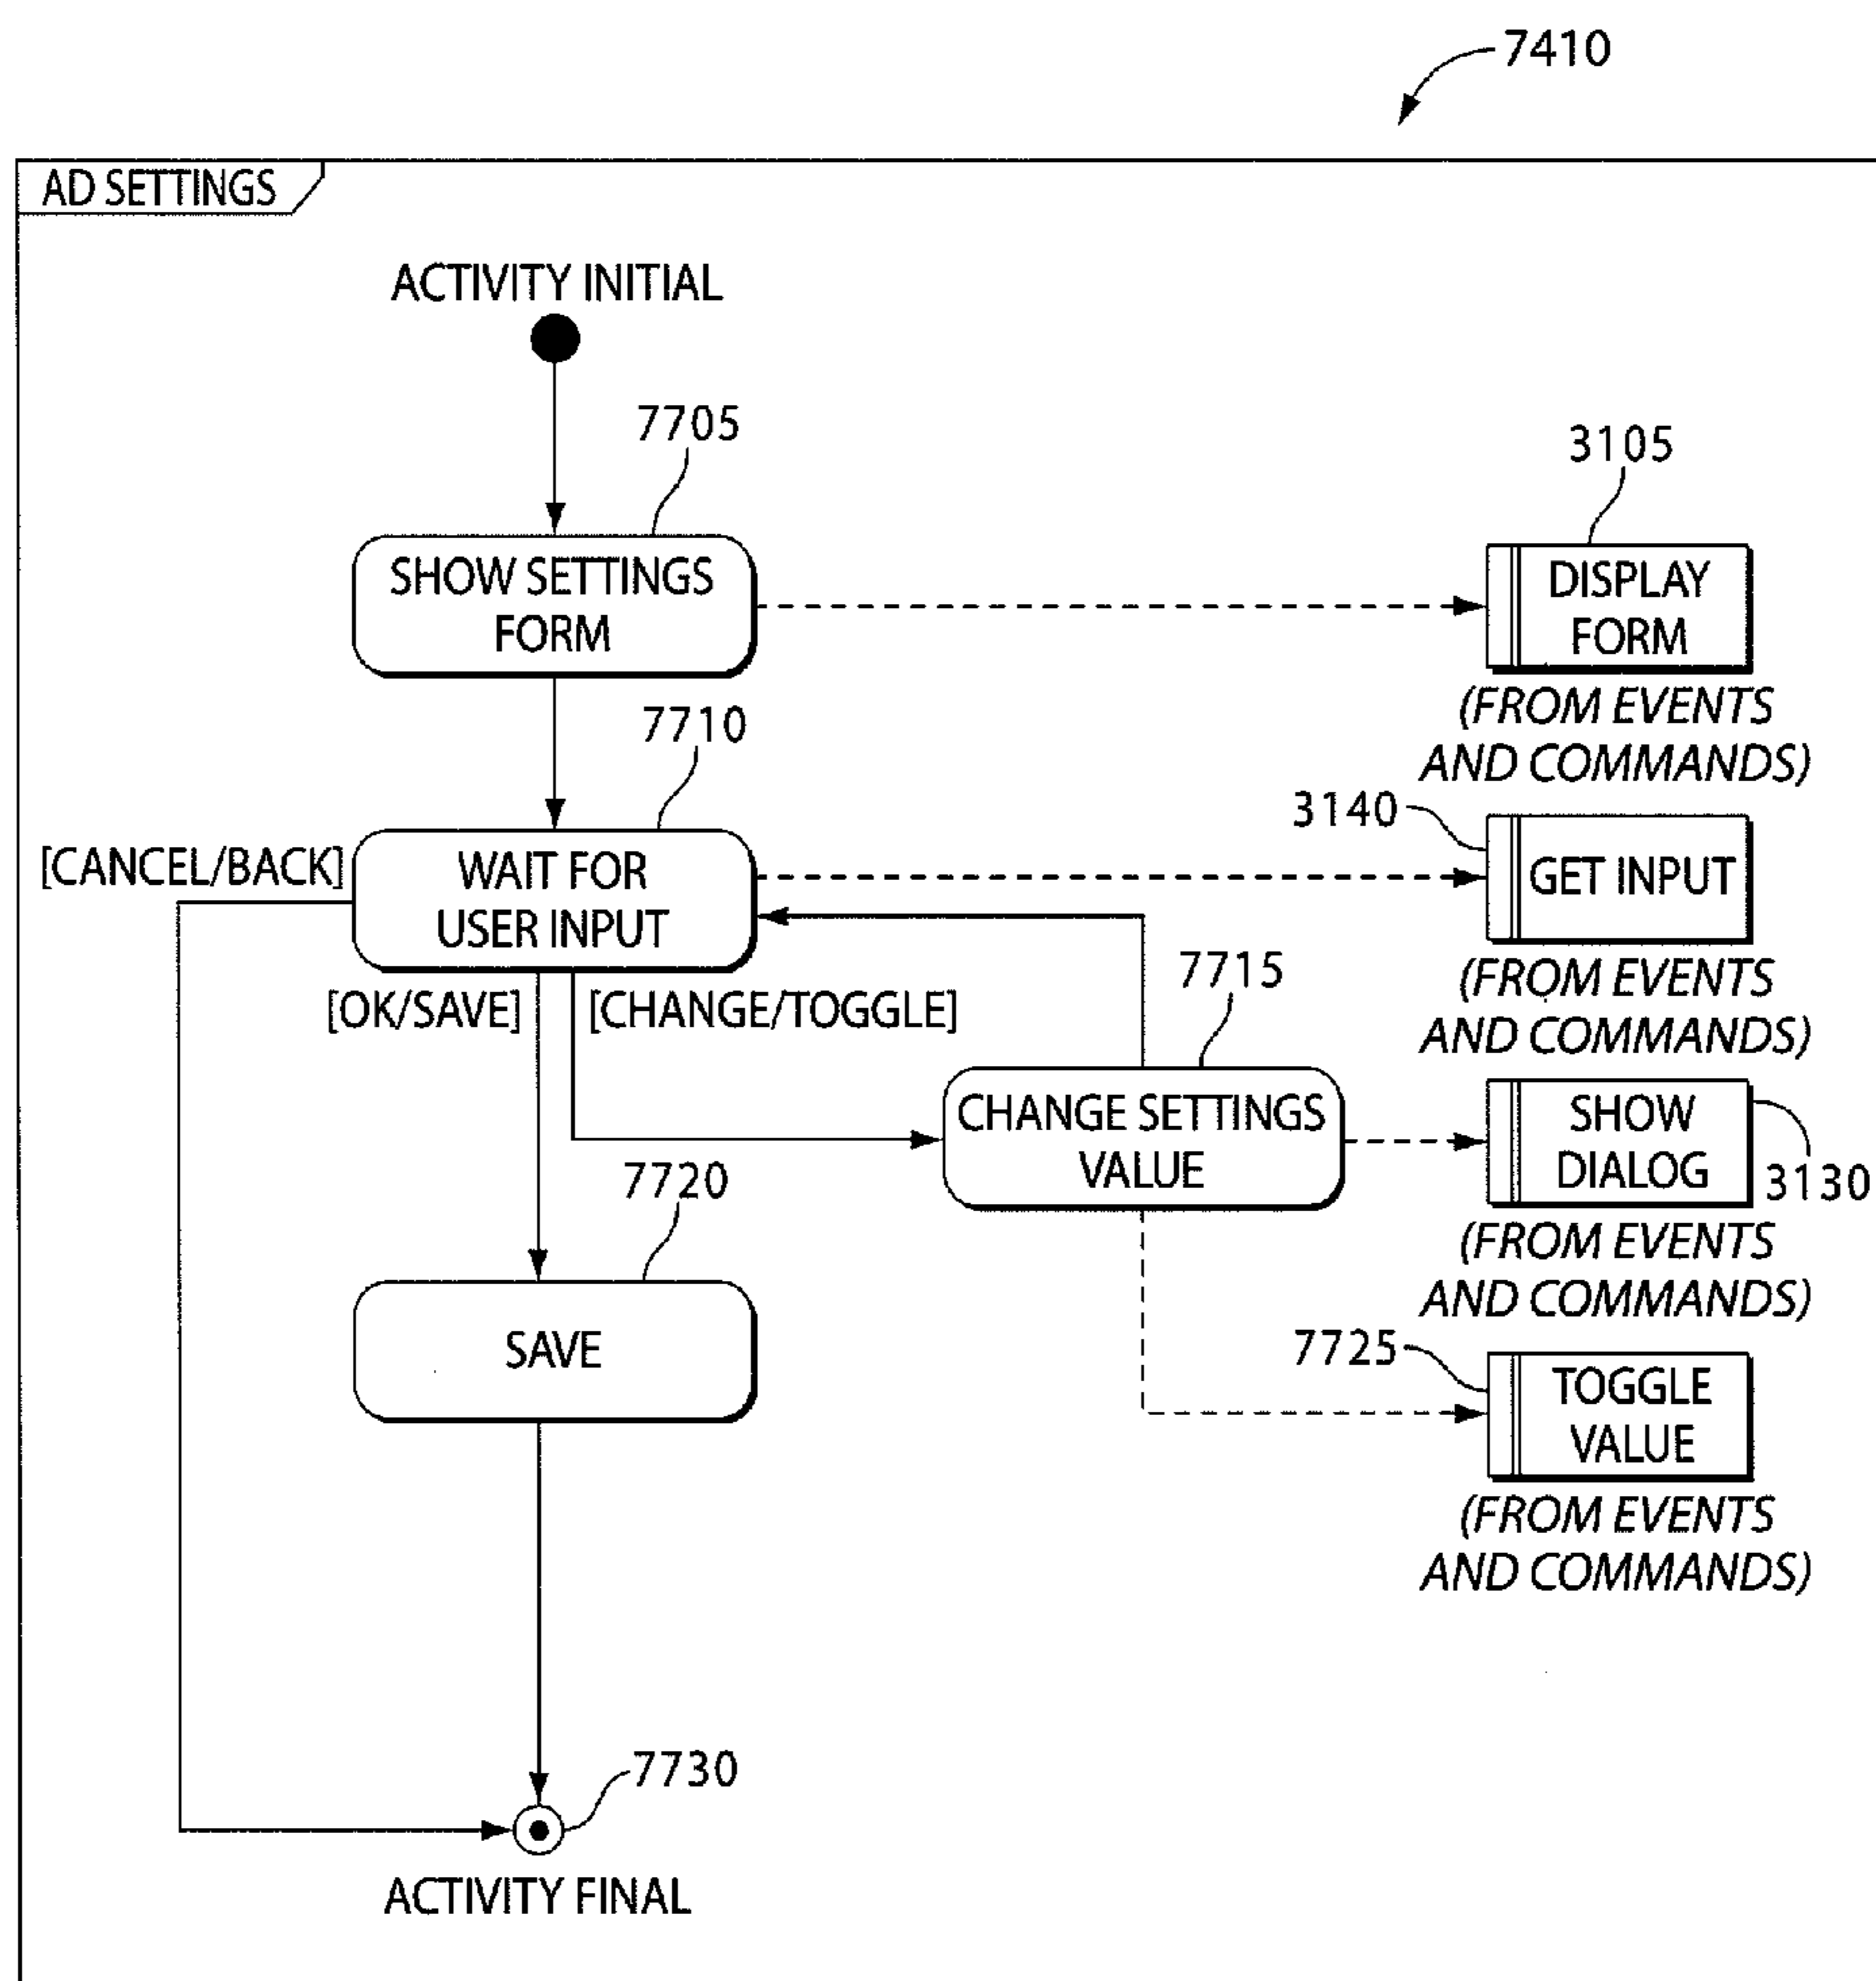 7410
AD SETTINGS
ACTIVITY INITIAL
7705
SHOW SETTINGS
FORM
3105
DISPLAY
FORM
(FROM EVENTS
AND COMMANDS)
7710
[CANCEL/BACK]
WAIT FOR
USER INPUT
3140
GET INPUT
(FROM EVENTS
AND COMMANDS)
[OK/SAVE]
[CHANGE/TOGGLE]
7715
CHANGE SETTINGS
VALUE
SHOW
DIALOG
3130
(FROM EVENTS
AND COMMANDS)
7720
SAVE
7725
TOGGLE
VALUE
(FROM EVENTS
AND COMMANDS)
7730
ACTIVITY FINAL